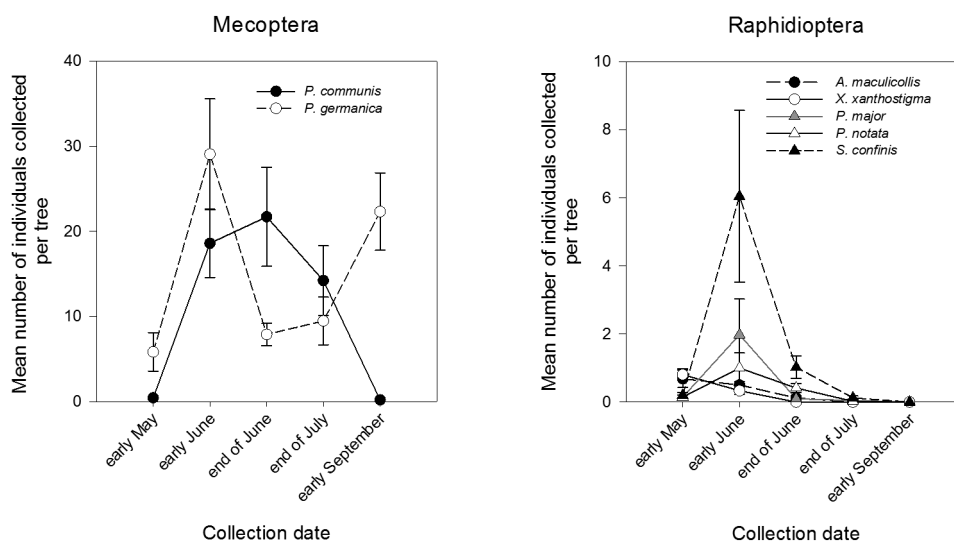 Mecoptera
Mean number of individuals collected
per tree
40
30
20
10
0
P. communis
P. germanica
early May
early June
end of June
end of July
early September
Collection date
Raphidioptera
Mean number of individuals collected
per tree
10
8
6
4
2
0
A. maculicollis
X. xanthostigma
P. major
P. notata
S. confinis
early May
early June
end of June
end of July
early September
Collection date